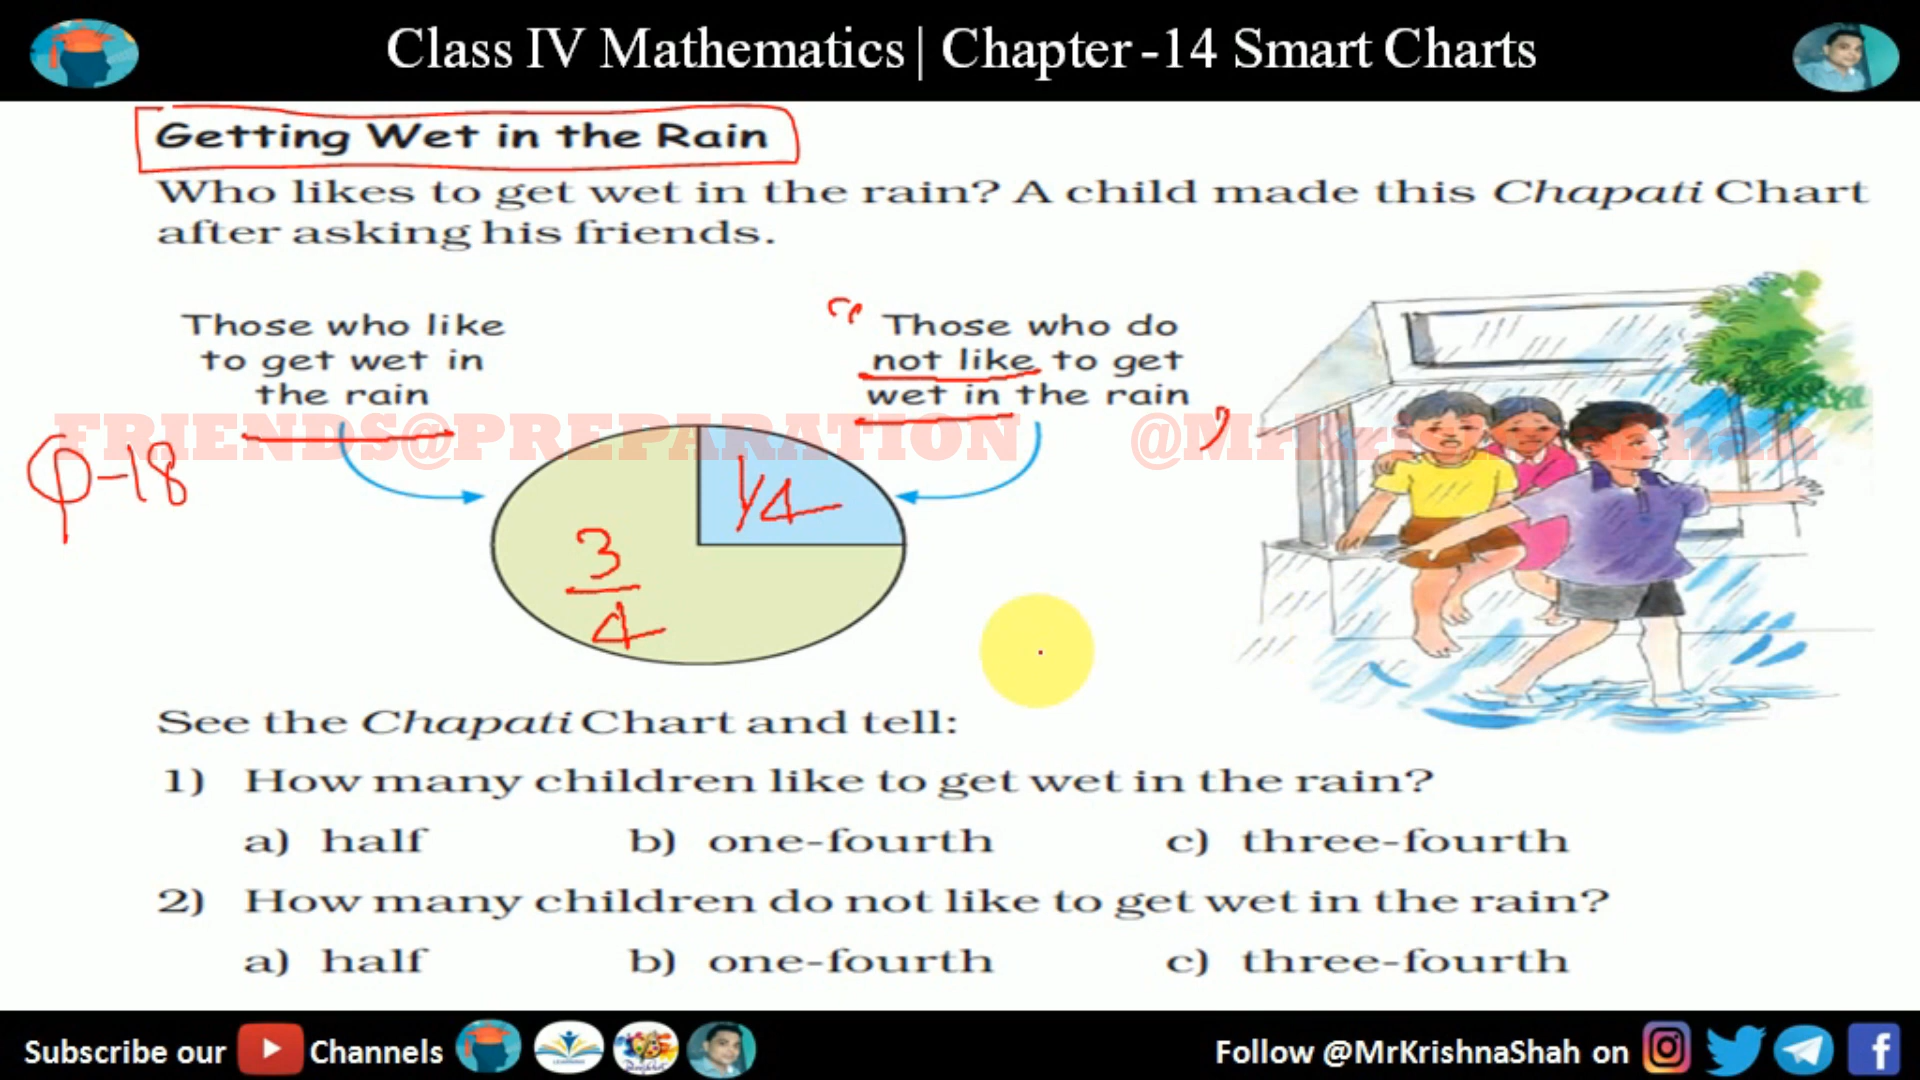 Class IV Mathematics | Chapter -14 Smart Charts
Getting Wet in the Rain
Who likes to get wet in the rain? A child made this Chapati Chart
after asking his friends.
Those who like
to get wet in
the rain
Those who do
not like to get
wet in the rain
FRIENDS@PREPARATION
Q-18
1/4
3
4
See the Chapati Chart and tell:
1) How many children like to get wet in the rain?
a) half b) one-fourth c) three-fourth
2) How many children do not like to get wet in the rain?
a) half b) one-fourth c) three-fourth
Subscribe our Channels
Follow @MrKrishnaShah on